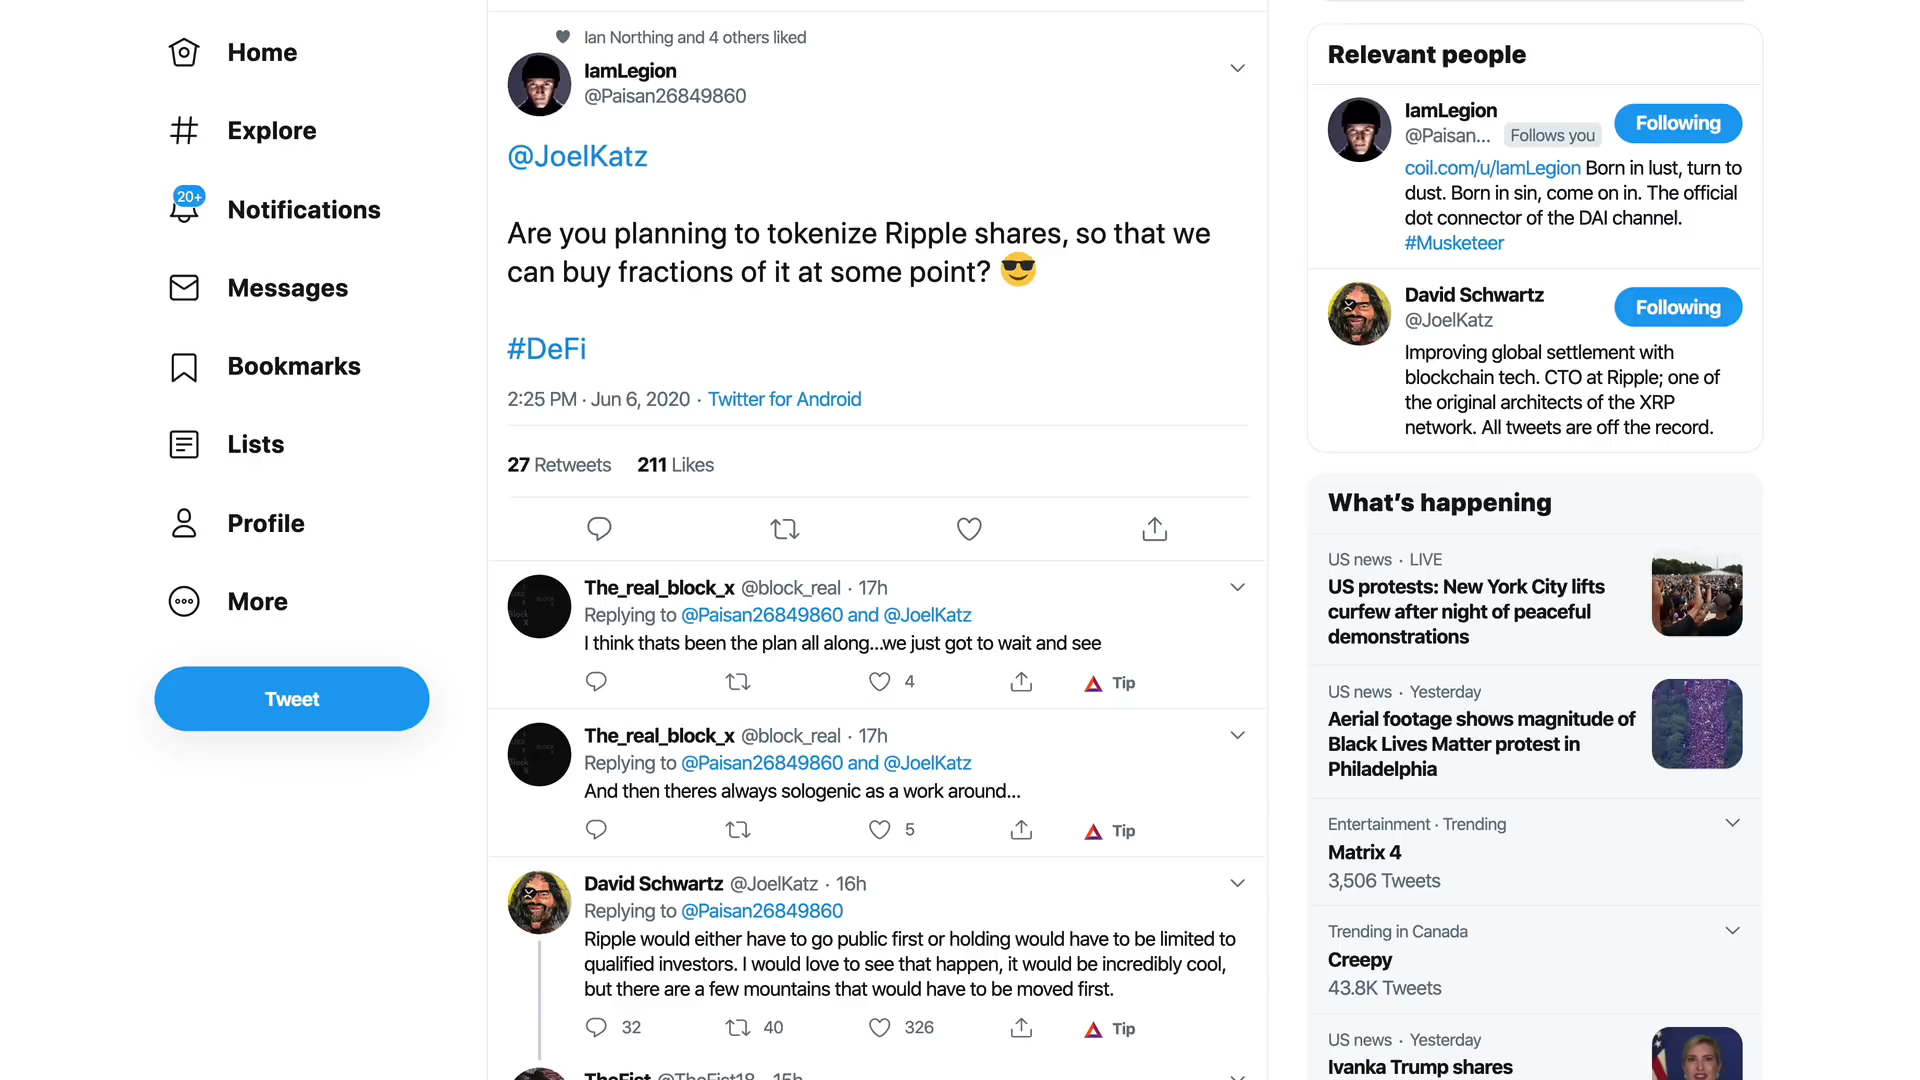 Home
Explore
20+
Notifications
Messages
Bookmarks
Lists
Profile
More
Tweet
Ian Northing and 4 others liked
IamLegion
@Paisan26849860
@JoelKatz
Are you planning to tokenize Ripple shares, so that we
can buy fractions of it at some point? 😎
#DeFi
2:25 PM · Jun 6, 2020 · Twitter for Android
27 Retweets 211 Likes
The_real_block_x @block_real · 17h
Replying to @Paisan26849860 and @JoelKatz
I think thats been the plan all along...we just got to wait and see
4 Tip
The_real_block_x @block_real · 17h
Replying to @Paisan26849860 and @JoelKatz
And then theres always sologenic as a work around...
5 Tip
David Schwartz @JoelKatz · 16h
Replying to @Paisan26849860
Ripple would either have to go public first or holding would have to be limited to
qualified investors. I would love to see that happen, it would be incredibly cool,
but there are a few mountains that would have to be moved first.
32 40 326 Tip
TheFist @TheFist18 · 15h
Relevant people
IamLegion
@Paisan... Follows you
Following
coil.com/u/IamLegion Born in lust, turn to
dust. Born in sin, come on in. The official
dot connector of the DAI channel.
#Musketeer
David Schwartz
@JoelKatz
Following
Improving global settlement with
blockchain tech. CTO at Ripple; one of
the original architects of the XRP
network. All tweets are off the record.
What's happening
US news · LIVE
US protests: New York City lifts
curfew after night of peaceful
demonstrations
US news · Yesterday
Aerial footage shows magnitude of
Black Lives Matter protest in
Philadelphia
Entertainment · Trending
Matrix 4
3,506 Tweets
Trending in Canada
Creepy
43.8K Tweets
US news · Yesterday
Ivanka Trump shares